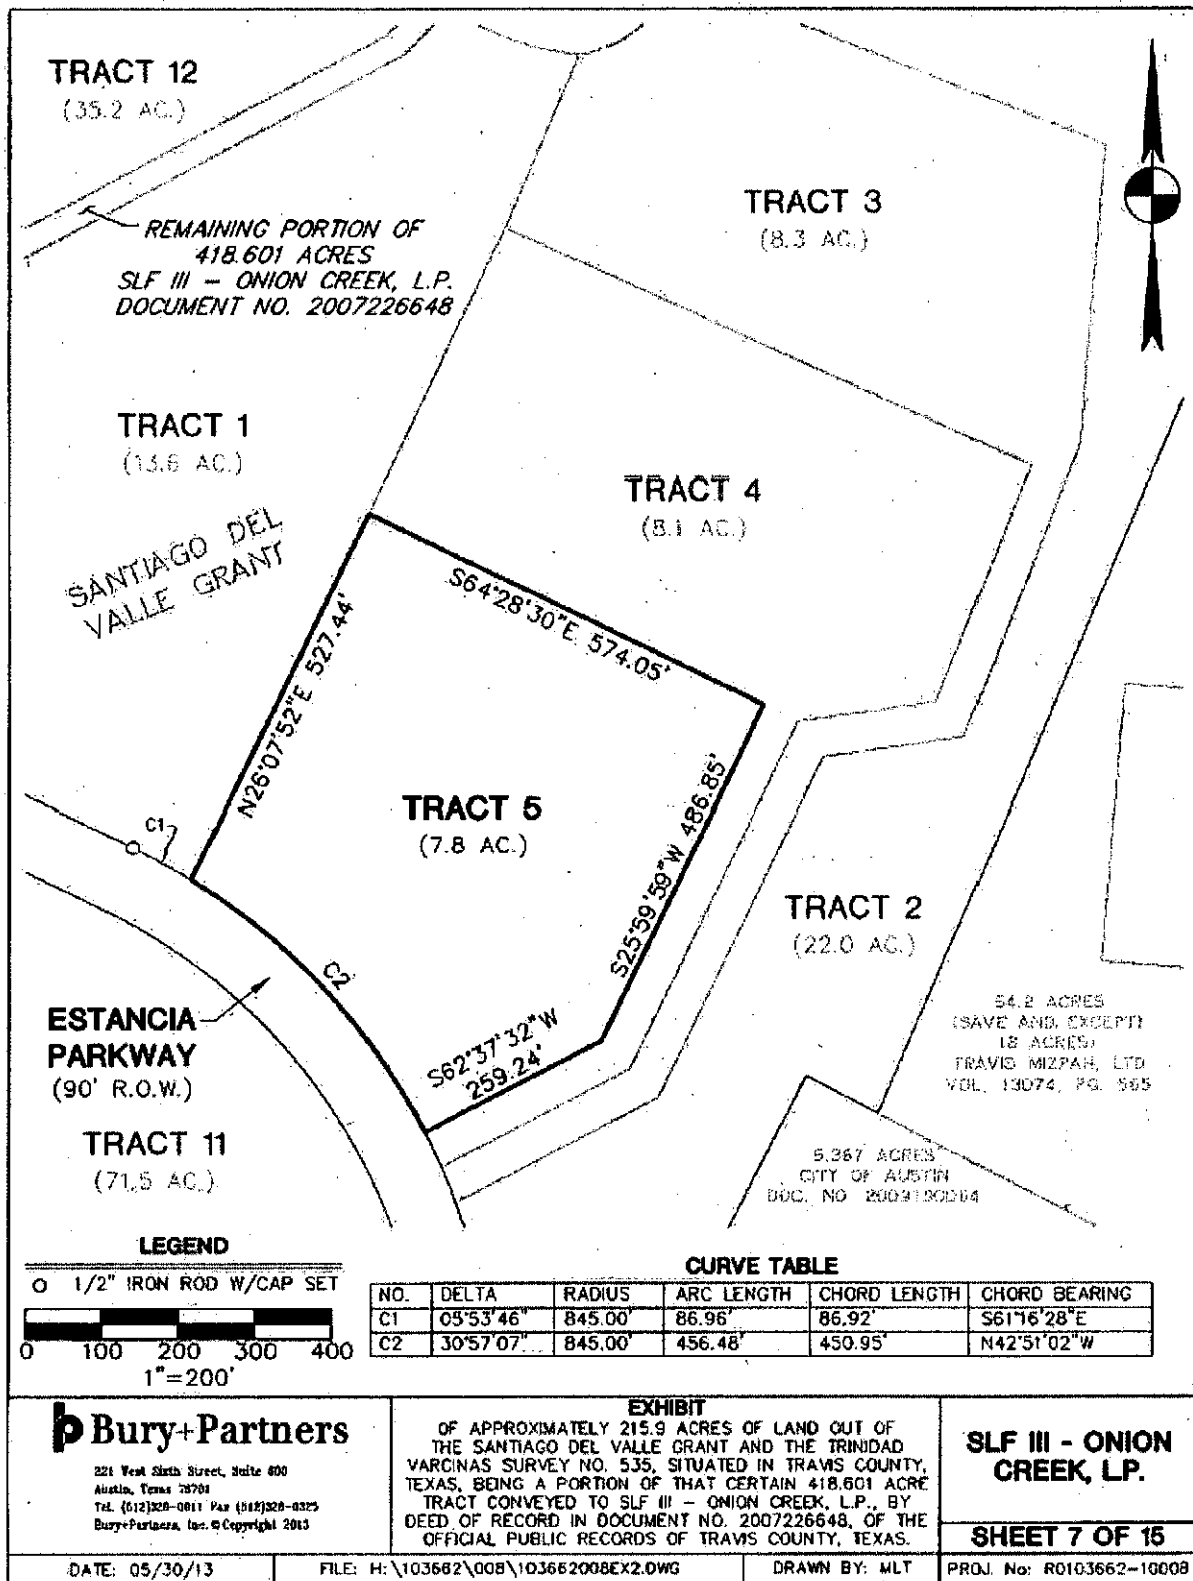 TRACT 12
(35.2 AC.)
REMAINING PORTION OF
418.601 ACRES
SLF III – ONION CREEK, L.P.
DOCUMENT NO. 2007226648
TRACT 3
(8.3 AC.)
TRACT 1
(13.6 AC.)
TRACT 4
(8.1 AC.)
SANTIAGO DEL
VALLE GRANT
S64°28'30"E 574.05'
N26°07'52"E 527.44'
C1
TRACT 5
(7.8 AC.)
S25°59'59"W 486.85'
TRACT 2
(22.0 AC.)
C2
ESTANCIA
PARKWAY
(90' R.O.W.)
S62°37'32"W
259.24'
54.2 ACRES
(SAVE AND EXCEPT
18 ACRES)
TRAVIS MIZPAH, LTD
VOL. 13074, PG. 565
TRACT 11
(71.5 AC.)
5.367 ACRES
CITY OF AUSTIN
DOC. NO
LEGEND
O 1/2" IRON ROD W/CAP SET
0 100 200 300 400
1"=200'
CURVE TABLE
NO. DELTA RADIUS ARC LENGTH CHORD LENGTH CHORD BEARING
C1 05°53'46" 845.00' 86.96' 86.92' S61°16'28"E
C2 30°57'07" 845.00' 456.48' 450.95' N42°51'02"W
Bury+Partners
221 West Sixth Street, Suite 600
Austin, Texas 78701
Tel. (512)328-0011 Fax (512)328-0325
Bury+Partners, Inc. © Copyright 2013
EXHIBIT
OF APPROXIMATELY 215.9 ACRES OF LAND OUT OF
THE SANTIAGO DEL VALLE GRANT AND THE TRINIDAD
VARCINAS SURVEY NO. 535, SITUATED IN TRAVIS COUNTY,
TEXAS, BEING A PORTION OF THAT CERTAIN 418.601 ACRE
TRACT CONVEYED TO SLF III – ONION CREEK, L.P., BY
DEED OF RECORD IN DOCUMENT NO. 2007226648, OF THE
OFFICIAL PUBLIC RECORDS OF TRAVIS COUNTY, TEXAS.
SLF III - ONION
CREEK, LP.
SHEET 7 OF 15
DATE: 05/30/13
FILE: H:\103662\008\103662008EX2.DWG
DRAWN BY: MLT
PROJ. No: R0103662-10008